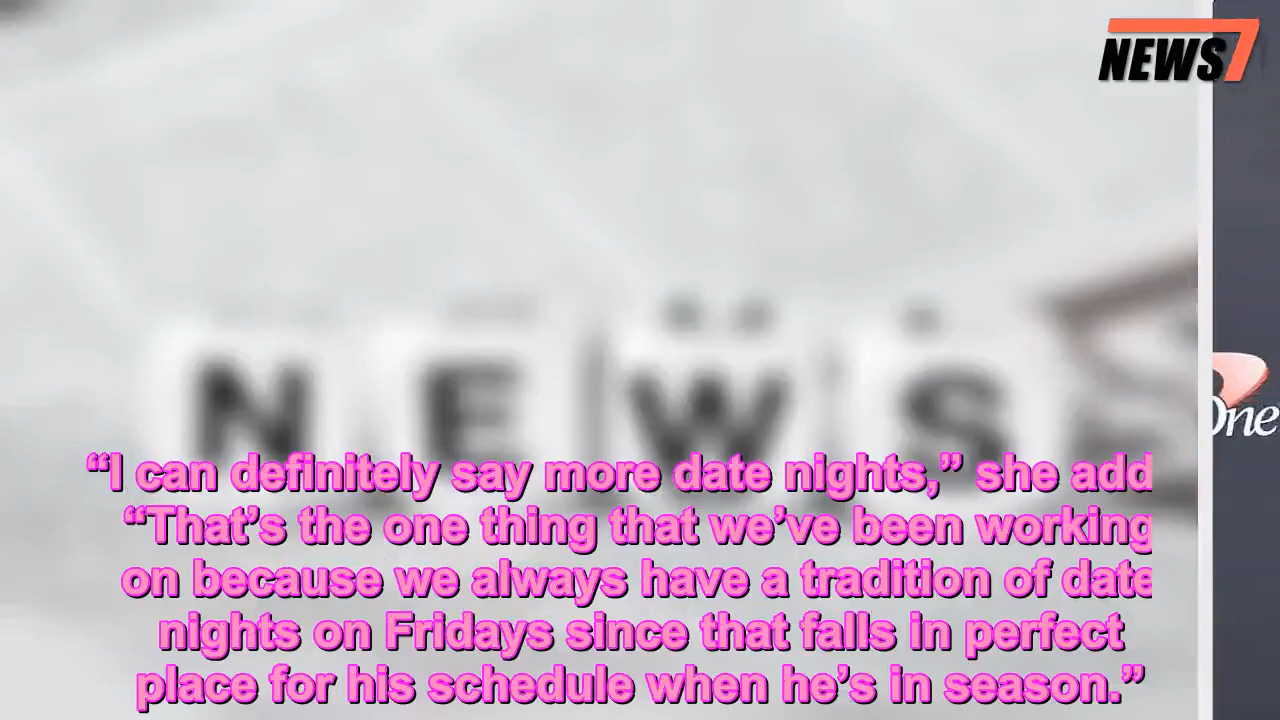 NEWS7
NEWS
One
“I can definitely say more date nights,” she add
“That’s the one thing that we’ve been working
on because we always have a tradition of date
nights on Fridays since that falls in perfect
place for his schedule when he’s in season.”